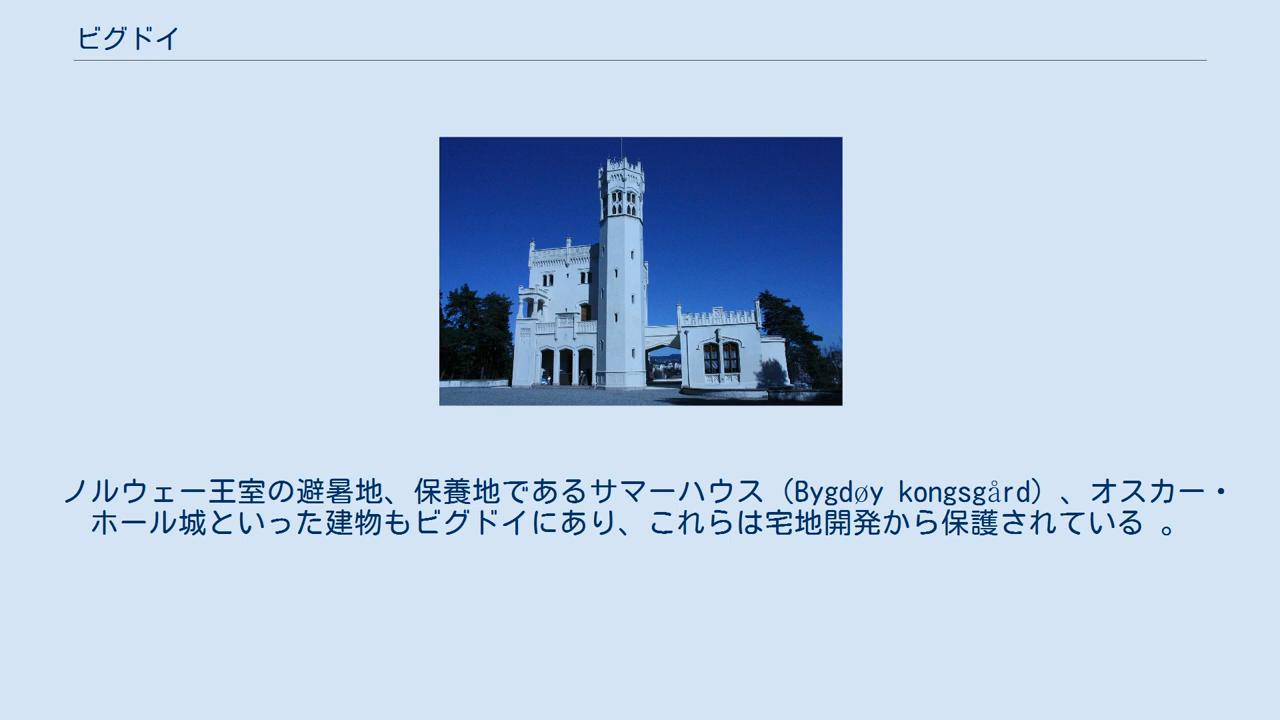 ビグドイ
ノルウェー王室の避暑地、保養地であるサマーハウス（Bygdøy kongsgård）、オスカー・
ホール城といった建物もビグドイにあり、これらは宅地開発から保護されている 。